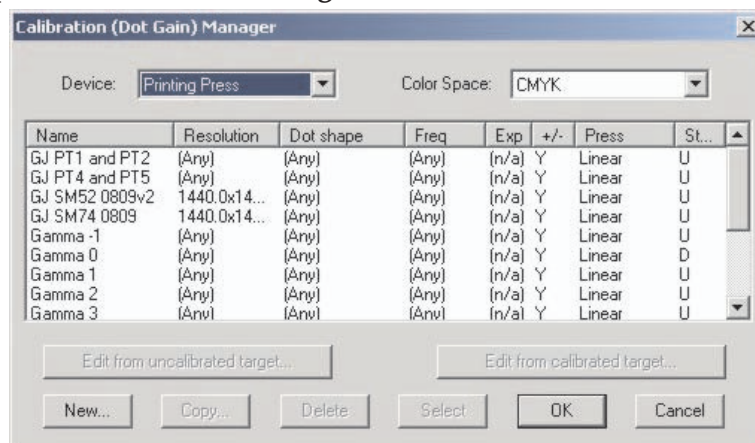 Calibration (Dot Gain) Manager
Device: Printing Press Color Space: CMYK
Name Resolution Dot shape Freq Exp +/- Press St...
GJ PT1 and PT2 (Any) (Any) (Any) (n/a) Y Linear U
GJ PT4 and PT5 (Any) (Any) (Any) (n/a) Y Linear U
GJ SM52 0809v2 1440.0x14... (Any) (Any) (n/a) Y Linear U
GJ SM74 0809 1440.0x14... (Any) (Any) (n/a) Y Linear U
Gamma -1 (Any) (Any) (Any) (n/a) Y Linear U
Gamma 0 (Any) (Any) (Any) (n/a) Y Linear D
Gamma 1 (Any) (Any) (Any) (n/a) Y Linear U
Gamma 2 (Any) (Any) (Any) (n/a) Y Linear U
Gamma 3 (Any) (Any) (Any) (n/a) Y Linear U
Edit from uncalibrated target... Edit from calibrated target...
New... Copy... Delete Select OK Cancel